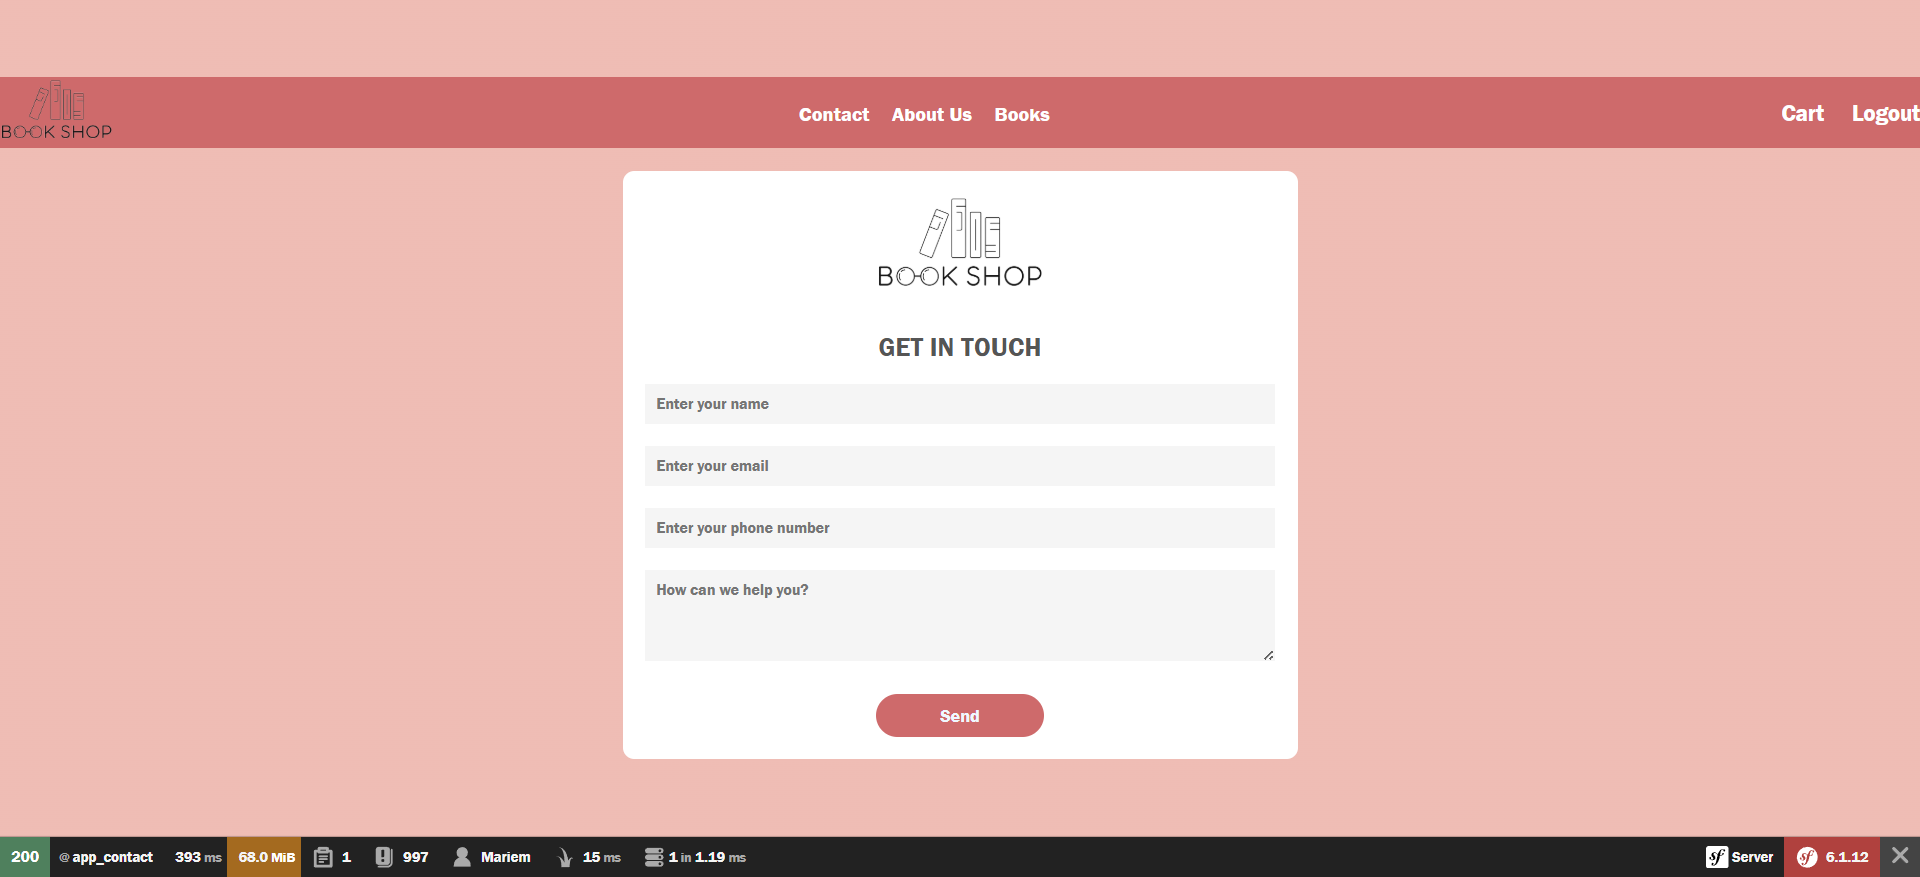 BOOK SHOP
Contact About Us Books
Cart Logout
BOOK SHOP
GET IN TOUCH
Enter your name
Enter your email
Enter your phone number
How can we help you?
Send
200 @ app_contact 393 ms 68.0 MiB 1 997 Mariem 15 ms 1 in 1.19 ms sf Server sf 6.1.12